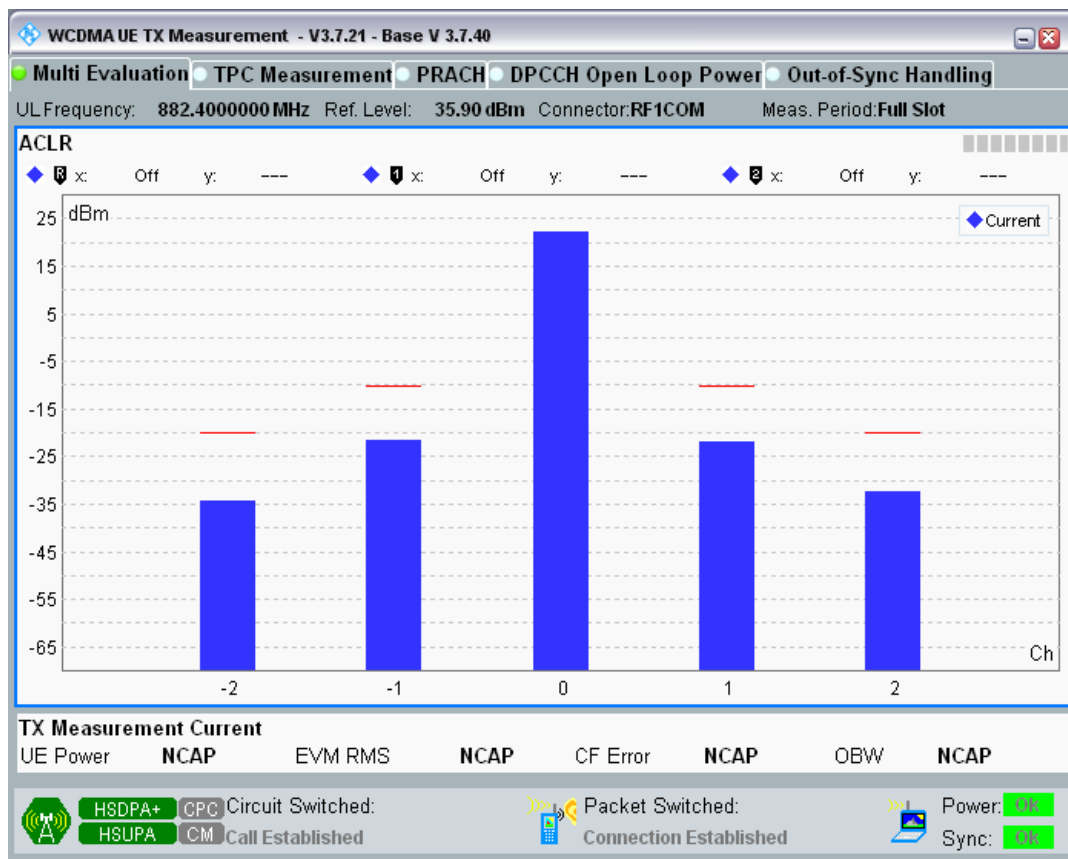 WCDMA UE TX Measurement - V3.7.21 - Base V 3.7.40
Multi Evaluation TPC Measurement PRACH DPCCH Open Loop Power Out-of-Sync Handling
UL Frequency: 882.4000000 MHz Ref. Level: 35.90 dBm Connector:RF1COM Meas. Period:Full Slot
ACLR
R x: Off y: --- 1 x: Off y: --- 2 x: Off y: ---
dBm
Current
25
15
5
-5
-15
-25
-35
-45
-55
-65
Ch
-2 -1 0 1 2
TX Measurement Current
UE Power NCAP EVM RMS NCAP CF Error NCAP OBW NCAP
HSDPA+ CPC Circuit Switched: Packet Switched: Power: OK
HSUPA CM Call Established Connection Established Sync: OK